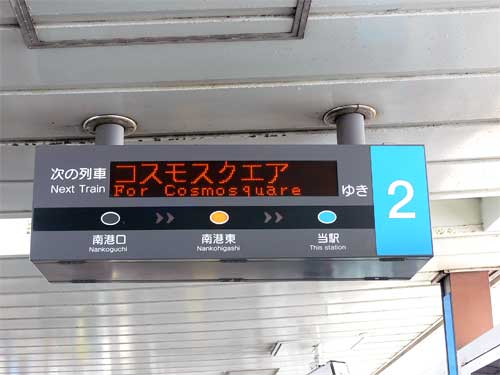 次の列車
Next Train
コスモスクエア
For Cosmosquare
ゆき
2
南港口
Nankoguchi
南港東
Nankohigashi
当駅
This station